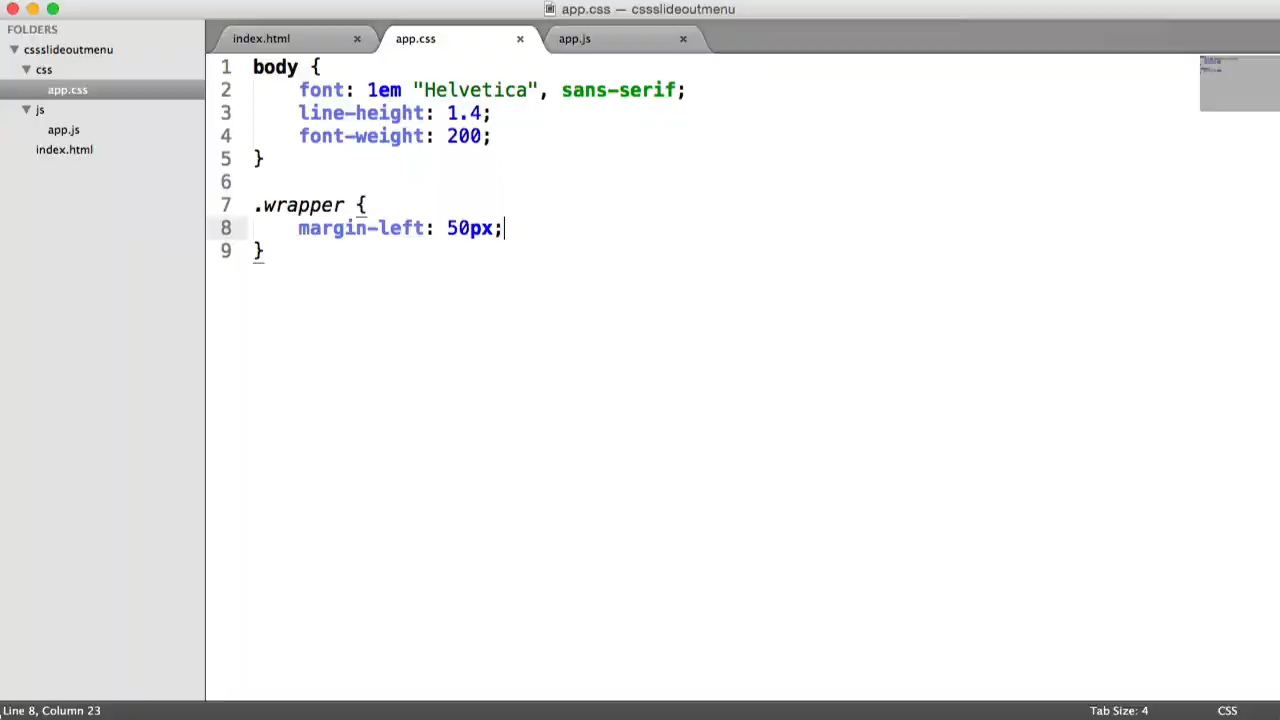 app.css — cssslideoutmenu
FOLDERS
cssslideoutmenu
css
app.css
js
app.js
index.html
index.html × app.css × app.js ×
1 body {
2 font: 1em "Helvetica", sans-serif;
3 line-height: 1.4;
4 font-weight: 200;
5 }
6
7 .wrapper {
8 margin-left: 50px;
9 }
Line 8, Column 23 Tab Size: 4 CSS